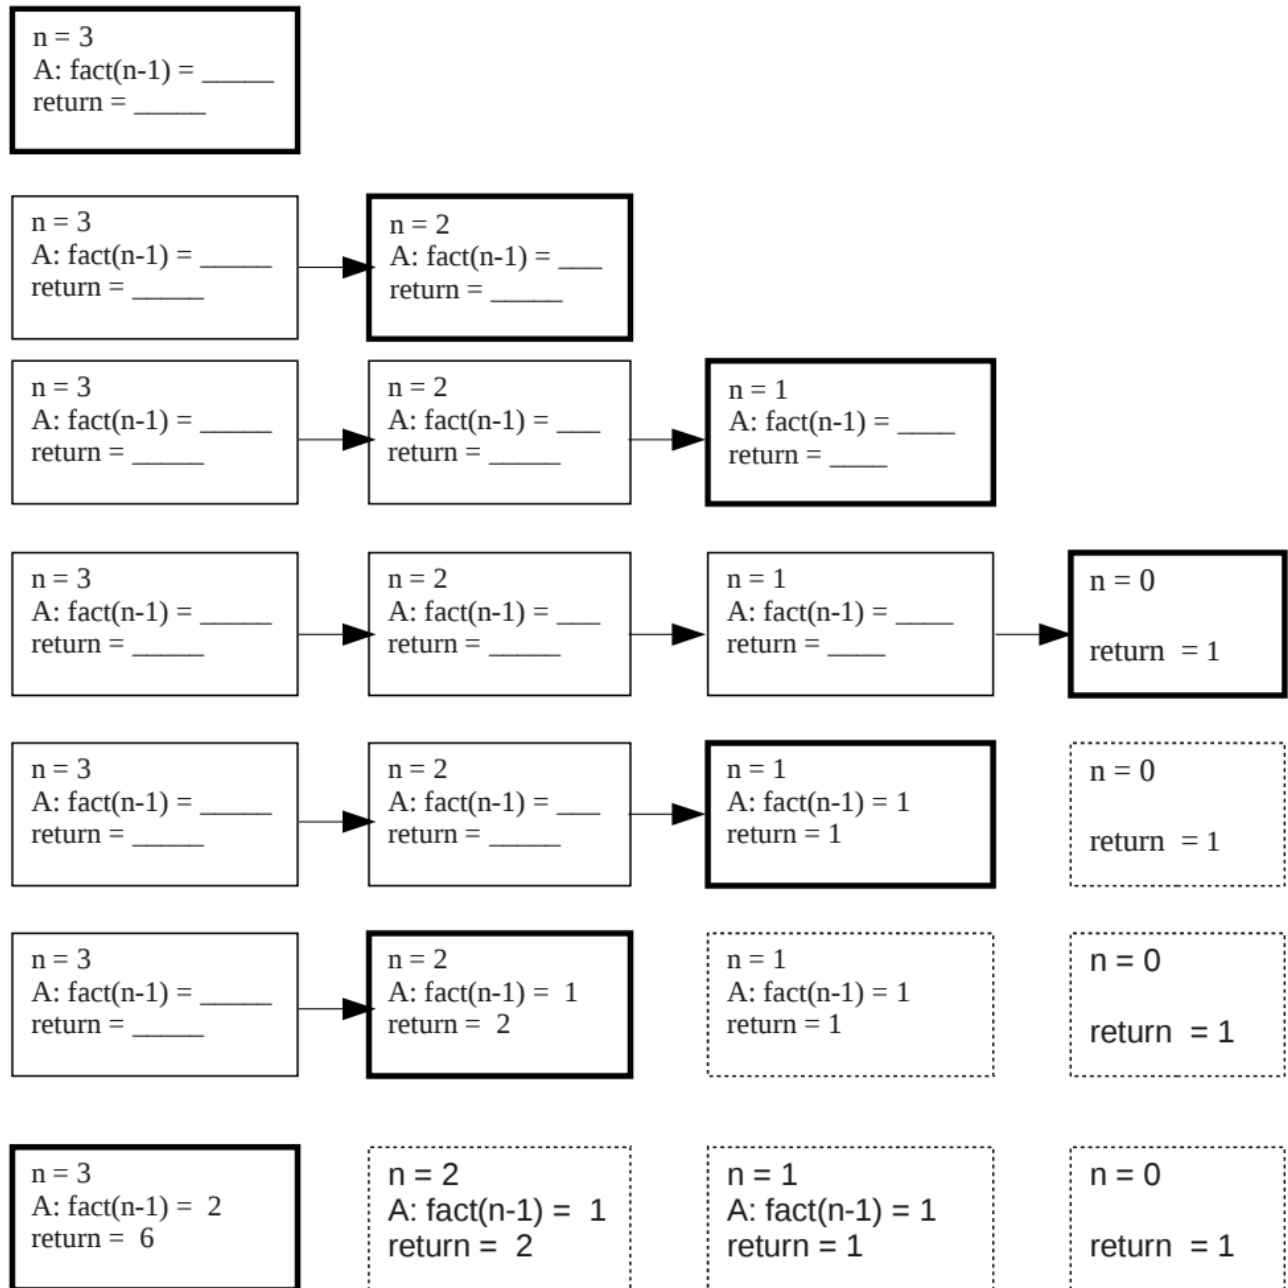 n = 3
A: fact(n-1) = _____
return = _____
n = 3
A: fact(n-1) = _____
return = _____
n = 2
A: fact(n-1) = ___
return = _____
n = 3
A: fact(n-1) = _____
return = _____
n = 2
A: fact(n-1) = ___
return = _____
n = 1
A: fact(n-1) = ____
return = ____
n = 3
A: fact(n-1) = _____
return = _____
n = 2
A: fact(n-1) = ___
return = _____
n = 1
A: fact(n-1) = ____
return = ____
n = 0
return = 1
n = 3
A: fact(n-1) = _____
return = _____
n = 2
A: fact(n-1) = ___
return = _____
n = 1
A: fact(n-1) = 1
return = 1
n = 0
return = 1
n = 3
A: fact(n-1) = _____
return = _____
n = 2
A: fact(n-1) = 1
return = 2
n = 1
A: fact(n-1) = 1
return = 1
n = 0
return = 1
n = 3
A: fact(n-1) = 2
return = 6
n = 2
A: fact(n-1) = 1
return = 2
n = 1
A: fact(n-1) = 1
return = 1
n = 0
return = 1